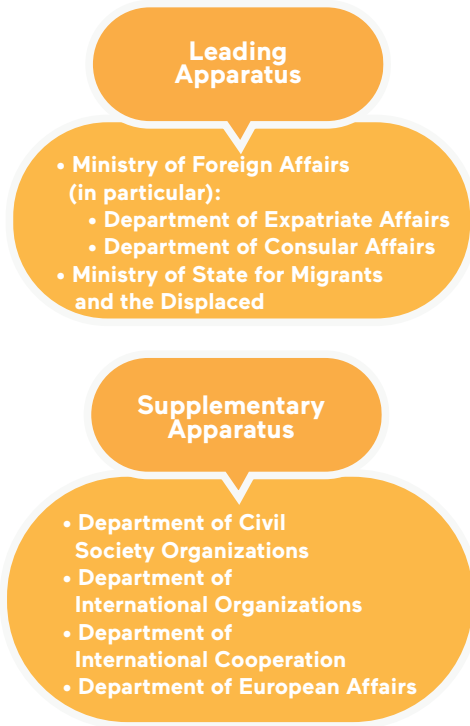 Leading
Apparatus
• Ministry of Foreign Affairs
(in particular):
• Department of Expatriate Affairs
• Department of Consular Affairs
• Ministry of State for Migrants
and the Displaced
Supplementary
Apparatus
• Department of Civil
Society Organizations
• Department of
International Organizations
• Department of
International Cooperation
• Department of European Affairs